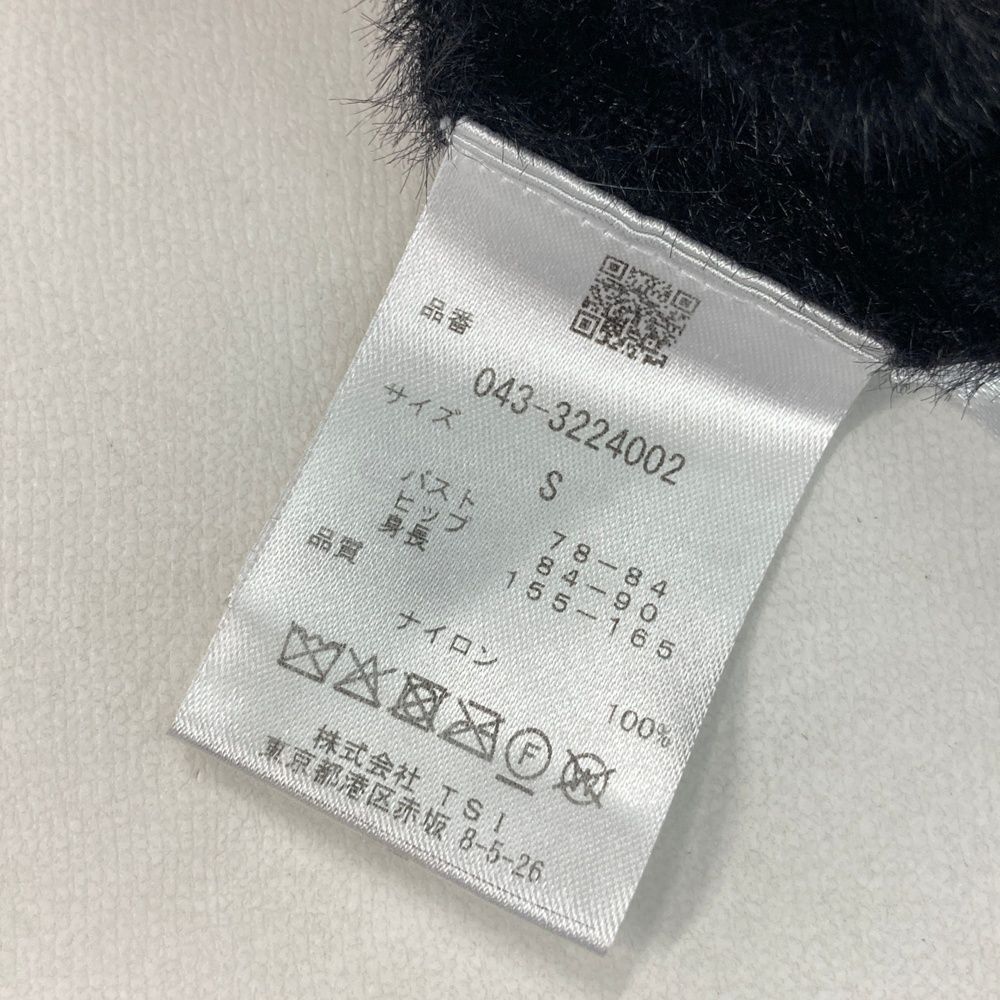 品番
043-3224002
サイズ
S
バスト 78-84
ヒップ 84-90
身長 155-165
品質
ナイロン 100%
F W
株式会社 TSI
東京都港区赤坂 8-5-26